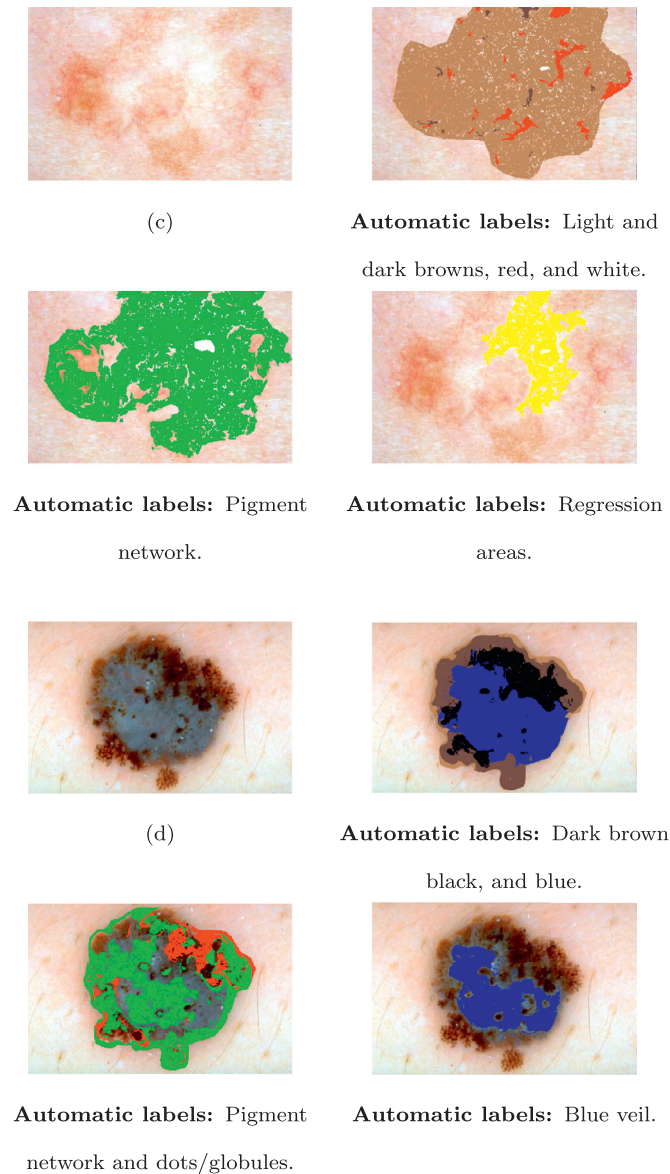 (c)
Automatic labels: Light and
dark browns, red, and white.
Automatic labels: Pigment
network.
Automatic labels: Regression
areas.
(d)
Automatic labels: Dark brown
black, and blue.
Automatic labels: Pigment
network and dots/globules.
Automatic labels: Blue veil.